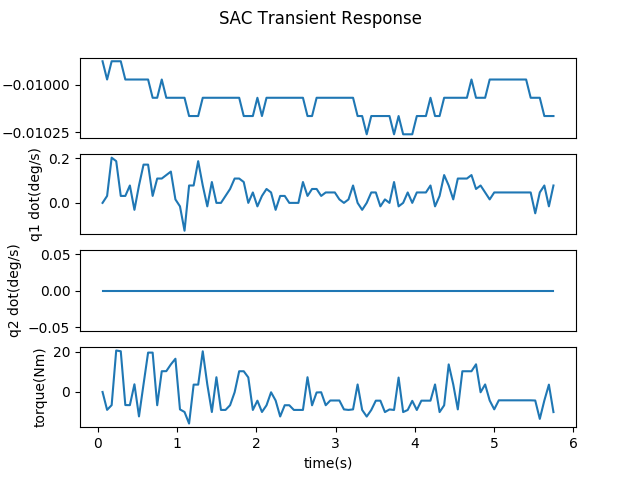 SAC Transient Response
−0.01000
−0.01025
0.2
0.0
q1 dot(deg/s)
0.05
0.00
−0.05
q2 dot(deg/s)
20
0
torque(Nm)
0 1 2 3 4 5 6
time(s)